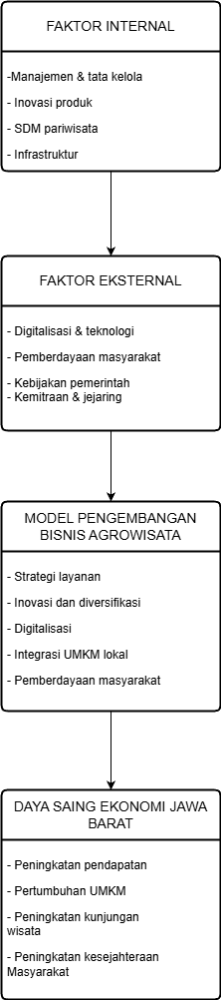 FAKTOR INTERNAL
-Manajemen & tata kelola
- Inovasi produk
- SDM pariwisata
- Infrastruktur
FAKTOR EKSTERNAL
- Digitalisasi & teknologi
- Pemberdayaan masyarakat
- Kebijakan pemerintah
- Kemitraan & jejaring
MODEL PENGEMBANGAN
BISNIS AGROWISATA
- Strategi layanan
- Inovasi dan diversifikasi
- Digitalisasi
- Integrasi UMKM lokal
- Pemberdayaan masyarakat
DAYA SAING EKONOMI JAWA
BARAT
- Peningkatan pendapatan
- Pertumbuhan UMKM
- Peningkatan kunjungan
wisata
- Peningkatan kesejahteraan
Masyarakat